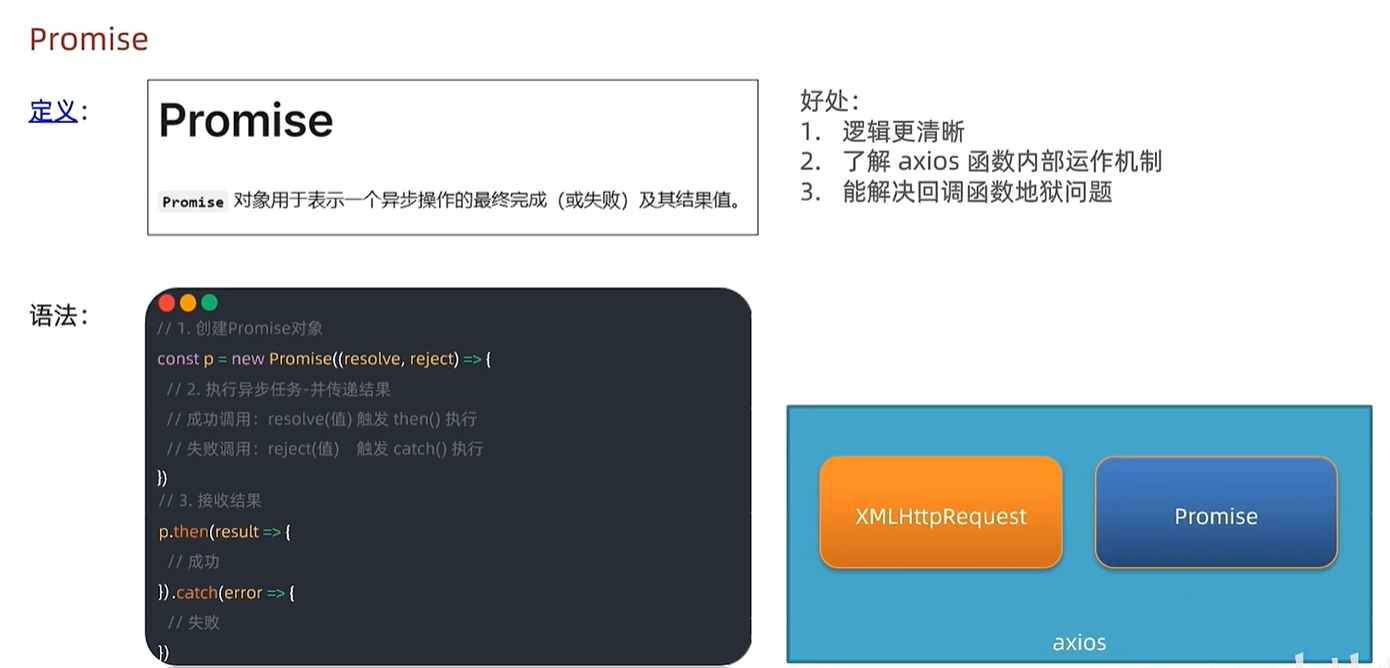 Promise
定义：
Promise
Promise 对象用于表示一个异步操作的最终完成（或失败）及其结果值。
好处：
1. 逻辑更清晰
2. 了解 axios 函数内部运作机制
3. 能解决回调函数地狱问题
语法：
// 1. 创建Promise对象
const p = new Promise((resolve, reject) => {
// 2. 执行异步任务-并传递结果
// 成功调用：resolve(值) 触发 then() 执行
// 失败调用：reject(值) 触发 catch() 执行
})
// 3. 接收结果
p.then(result => {
// 成功
}).catch(error => {
// 失败
})
XMLHttpRequest
Promise
axios